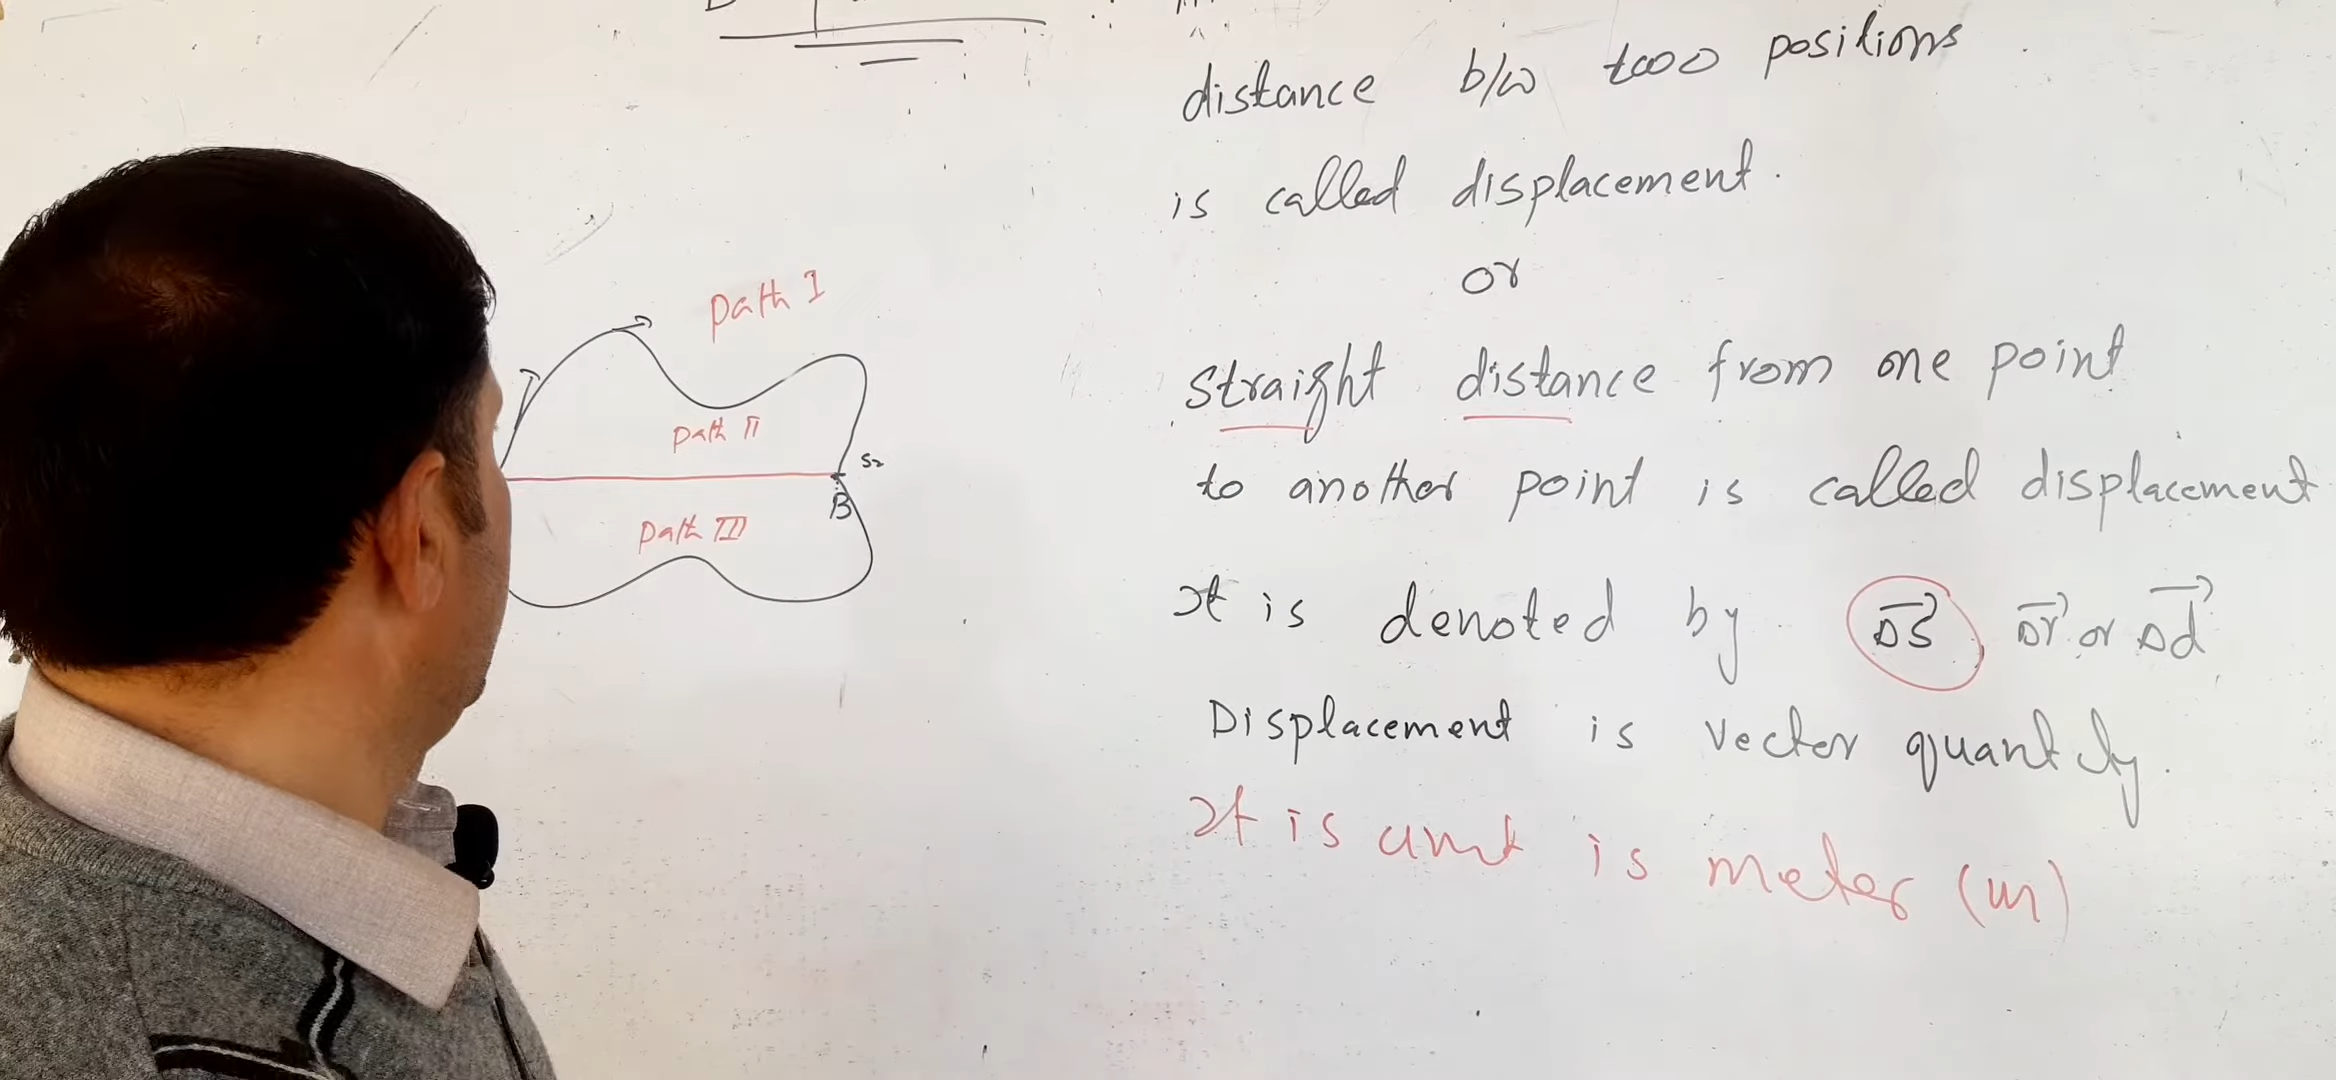 distance b/w two positions
is called displacement.
or
Straight distance from one point
to another point is called displacement
It is denoted by ΔS⃗ Δr⃗ or Δd⃗
Displacement is vector quantity.
It is unit is meter (m)
path I
path II
S₂
B
path III